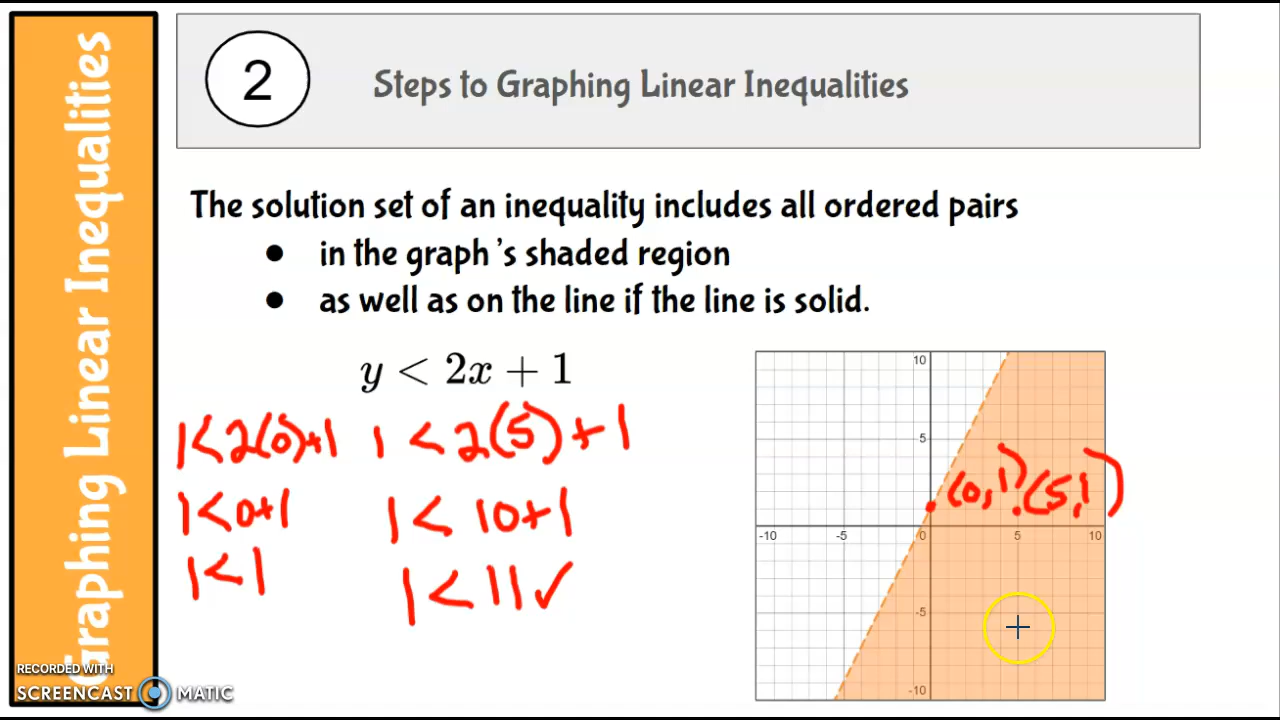 Graphing Linear Inequalities
2
Steps to Graphing Linear Inequalities
The solution set of an inequality includes all ordered pairs
● in the graph's shaded region
● as well as on the line if the line is solid.
y < 2x + 1
1 < 2(0)+1
1 < 0+1
1 < 1
1 < 2(5)+1
1 < 10+1
1 < 11 ✓
10
5
(0,1) (5,1)
-10 -5 0 5 10
-5
-10
RECORDED WITH
SCREENCAST MATIC